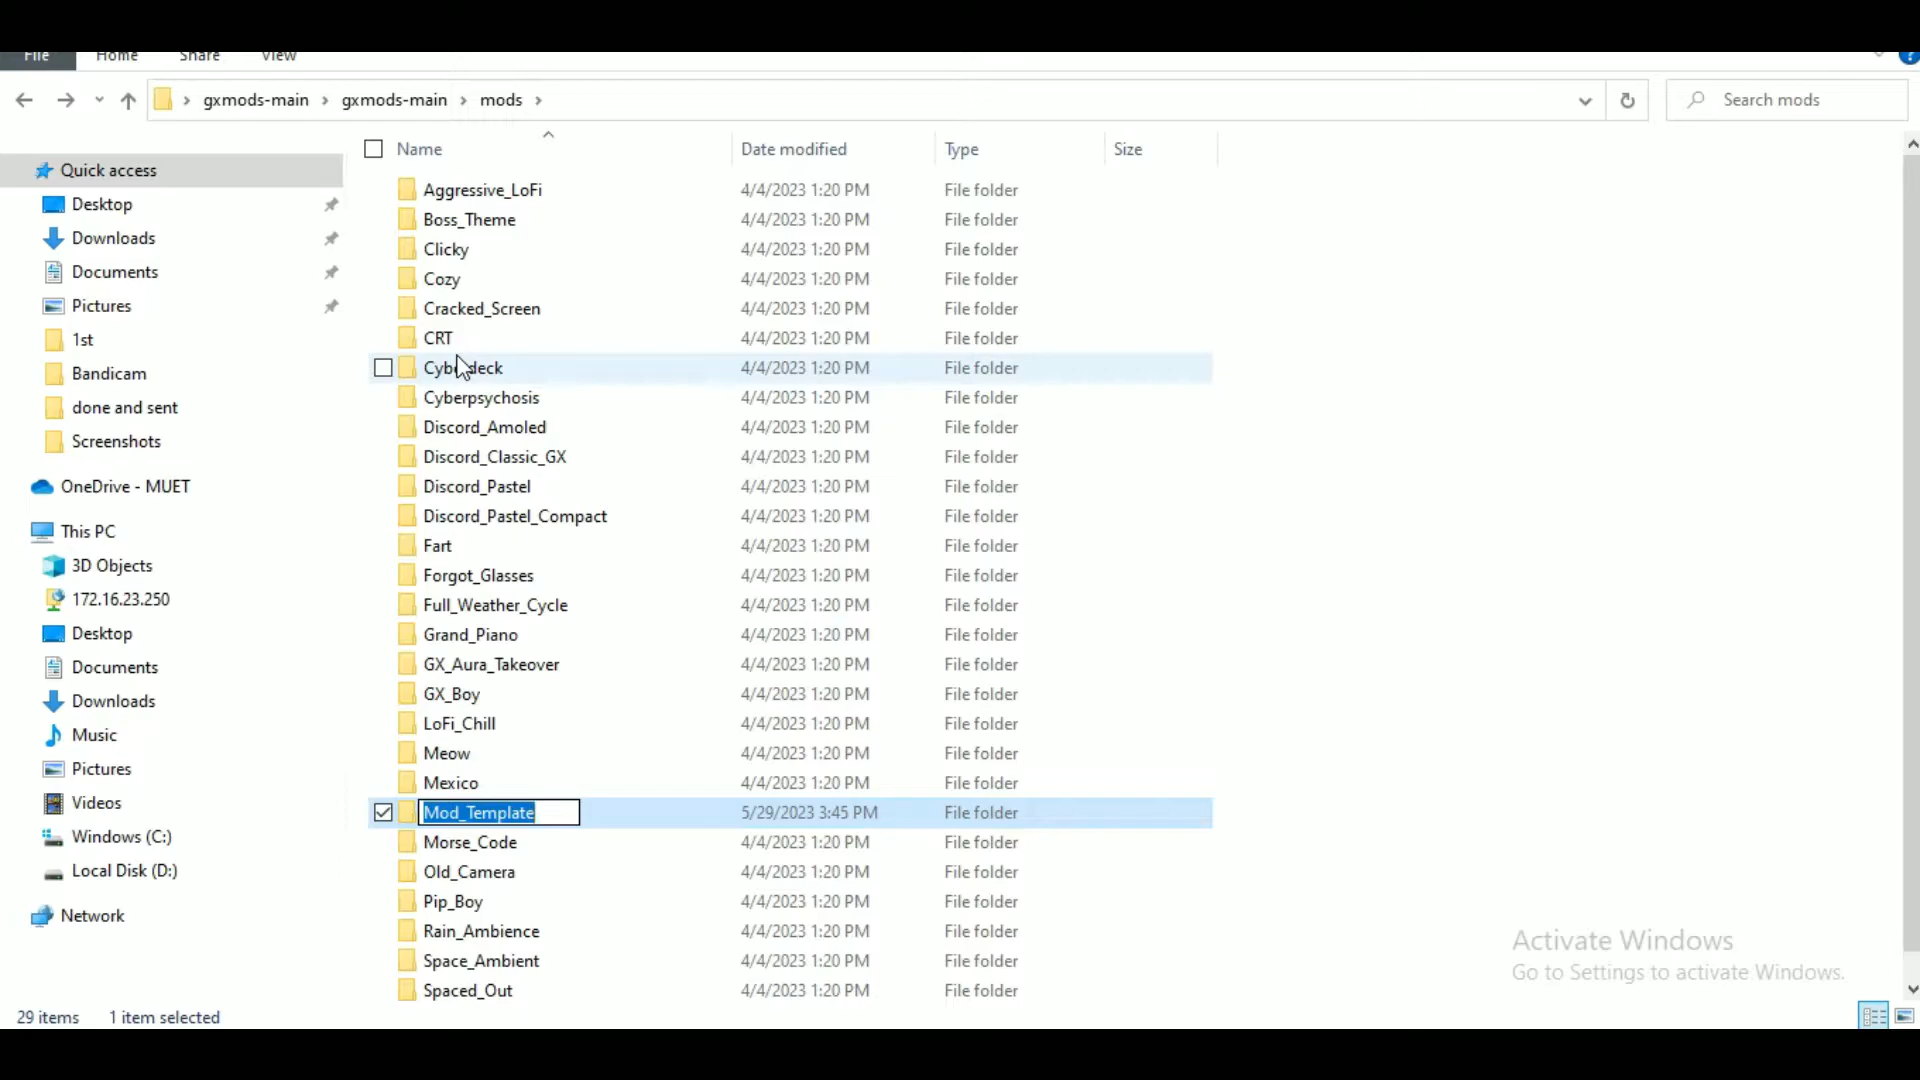 File Home Share View
gxmods-main gxmods-main mods Search mods
Name Date modified Type Size
Quick access
Desktop
Downloads
Documents
Pictures
1st
Bandicam
done and sent
Screenshots
OneDrive - MUET
This PC
3D Objects
172.16.23.250
Desktop
Documents
Downloads
Music
Pictures
Videos
Windows (C:)
Local Disk (D:)
Network
Aggressive_LoFi 4/4/2023 1:20 PM File folder
Boss_Theme 4/4/2023 1:20 PM File folder
Clicky 4/4/2023 1:20 PM File folder
Cozy 4/4/2023 1:20 PM File folder
Cracked_Screen 4/4/2023 1:20 PM File folder
CRT 4/4/2023 1:20 PM File folder
Cyberdeck 4/4/2023 1:20 PM File folder
Cyberpsychosis 4/4/2023 1:20 PM File folder
Discord_Amoled 4/4/2023 1:20 PM File folder
Discord_Classic_GX 4/4/2023 1:20 PM File folder
Discord_Pastel 4/4/2023 1:20 PM File folder
Discord_Pastel_Compact 4/4/2023 1:20 PM File folder
Fart 4/4/2023 1:20 PM File folder
Forgot_Glasses 4/4/2023 1:20 PM File folder
Full_Weather_Cycle 4/4/2023 1:20 PM File folder
Grand_Piano 4/4/2023 1:20 PM File folder
GX_Aura_Takeover 4/4/2023 1:20 PM File folder
GX_Boy 4/4/2023 1:20 PM File folder
LoFi_Chill 4/4/2023 1:20 PM File folder
Meow 4/4/2023 1:20 PM File folder
Mexico 4/4/2023 1:20 PM File folder
Mod_Template 5/29/2023 3:45 PM File folder
Morse_Code 4/4/2023 1:20 PM File folder
Old_Camera 4/4/2023 1:20 PM File folder
Pip_Boy 4/4/2023 1:20 PM File folder
Rain_Ambience 4/4/2023 1:20 PM File folder
Space_Ambient 4/4/2023 1:20 PM File folder
Spaced_Out 4/4/2023 1:20 PM File folder
Activate Windows
Go to Settings to activate Windows.
29 items 1 item selected